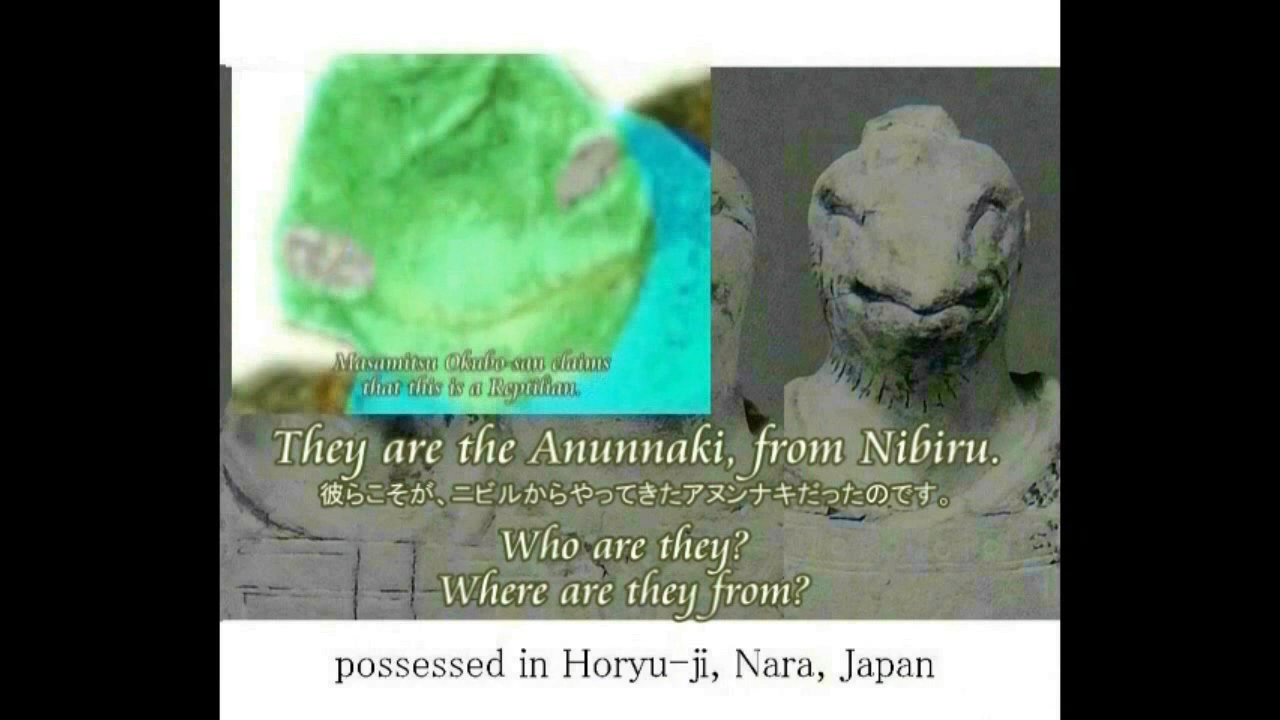 Masamitsu Okubo-san claims
that this is a Reptilian.
They are the Anunnaki, from Nibiru.
彼らこそが、ニビルからやってきたアヌンナキだったのです。
Who are they?
Where are they from?
possessed in Horyu-ji, Nara, Japan